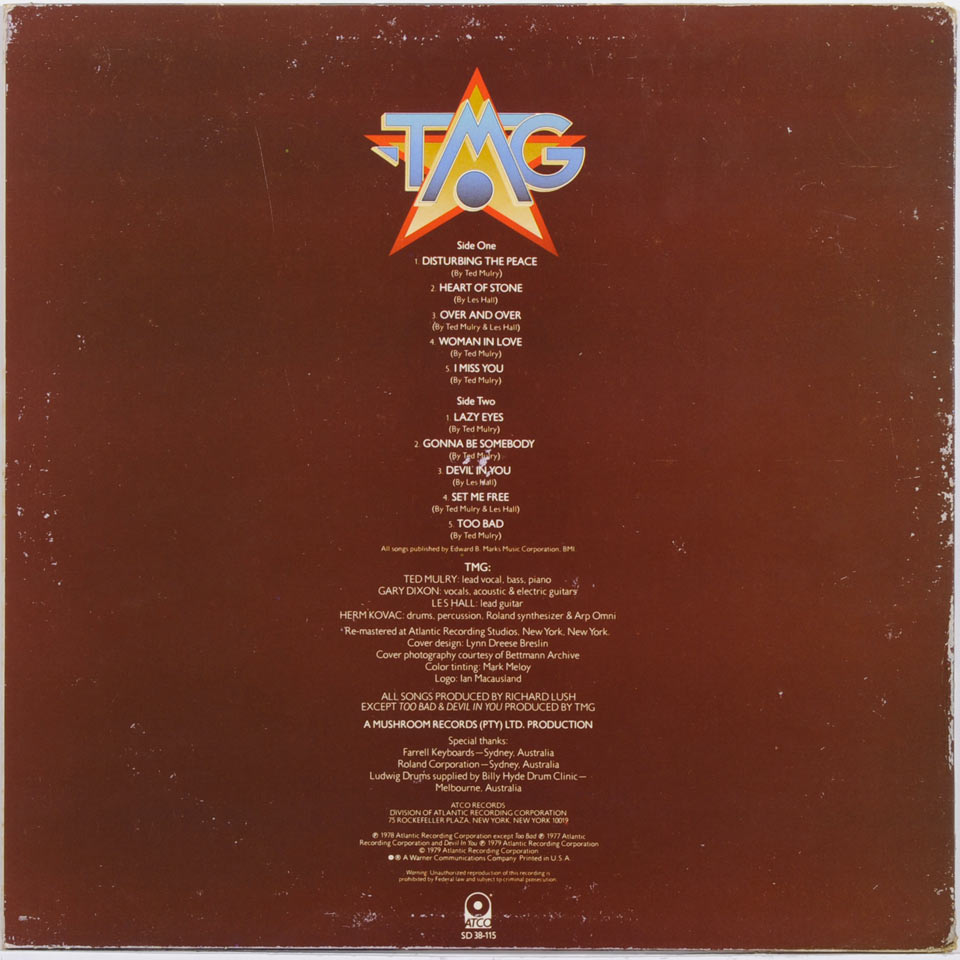 TMG
Side One
1. DISTURBING THE PEACE
(By Ted Mulry)
2. HEART OF STONE
(By Les Hall)
3. OVER AND OVER
(By Ted Mulry & Les Hall)
4. WOMAN IN LOVE
(By Ted Mulry)
5. I MISS YOU
(By Ted Mulry)
Side Two
1. LAZY EYES
(By Ted Mulry)
2. GONNA BE SOMEBODY
(By Ted Mulry)
3. DEVIL IN YOU
(By Les Hall)
4. SET ME FREE
(By Ted Mulry & Les Hall)
5. TOO BAD
(By Ted Mulry)
All songs published by Edward B. Marks Music Corporation, BMI.
TMG:
TED MULRY: lead vocal, bass, piano
GARY DIXON: vocals, acoustic & electric guitars
LES HALL: lead guitar
HERM KOVAC: drums, percussion, Roland synthesizer & Arp Omni
Re-mastered at Atlantic Recording Studios, New York, New York.
Cover design: Lynn Dreese Breslin
Cover photography courtesy of Bettmann Archive
Color tinting: Mark Meloy
Logo: Ian Macausland
ALL SONGS PRODUCED BY RICHARD LUSH
EXCEPT TOO BAD & DEVIL IN YOU PRODUCED BY TMG
A MUSHROOM RECORDS (PTY) LTD. PRODUCTION
Special thanks:
Farrell Keyboards—Sydney, Australia
Roland Corporation—Sydney, Australia
Ludwig Drums supplied by Billy Hyde Drum Clinic—
Melbourne, Australia
ATCO RECORDS
DIVISION OF ATLANTIC RECORDING CORPORATION
75 ROCKEFELLER PLAZA, NEW YORK, NEW YORK 10019
℗ 1978 Atlantic Recording Corporation except Too Bad ℗ 1977 Atlantic
Recording Corporation and Devil In You ℗ 1979 Atlantic Recording Corporation
© 1979 Atlantic Recording Corporation
® A Warner Communications Company Printed in U.S.A.
Warning: Unauthorized reproduction of this recording is
prohibited by Federal law and subject to criminal prosecution.
ATCO
SD 38-115